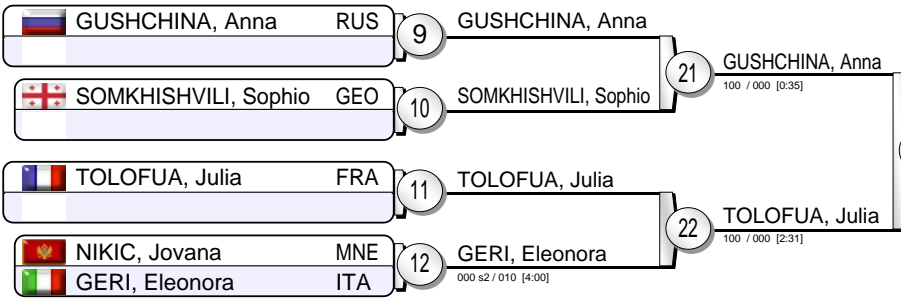 GUSHCHINA, Anna RUS
9
GUSHCHINA, Anna
SOMKHISHVILI, Sophio GEO
10
SOMKHISHVILI, Sophio
21
GUSHCHINA, Anna
100 / 000 [0:35]
TOLOFUA, Julia FRA
11
TOLOFUA, Julia
NIKIC, Jovana MNE
GERI, Eleonora ITA
12
GERI, Eleonora
000 s2 / 010 [4:00]
22
TOLOFUA, Julia
100 / 000 [2:31]